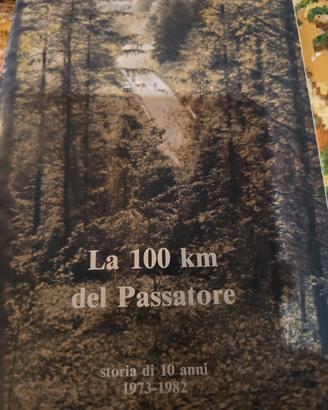 La 100 km
del Passatore
storia di 10 anni
1973-1982